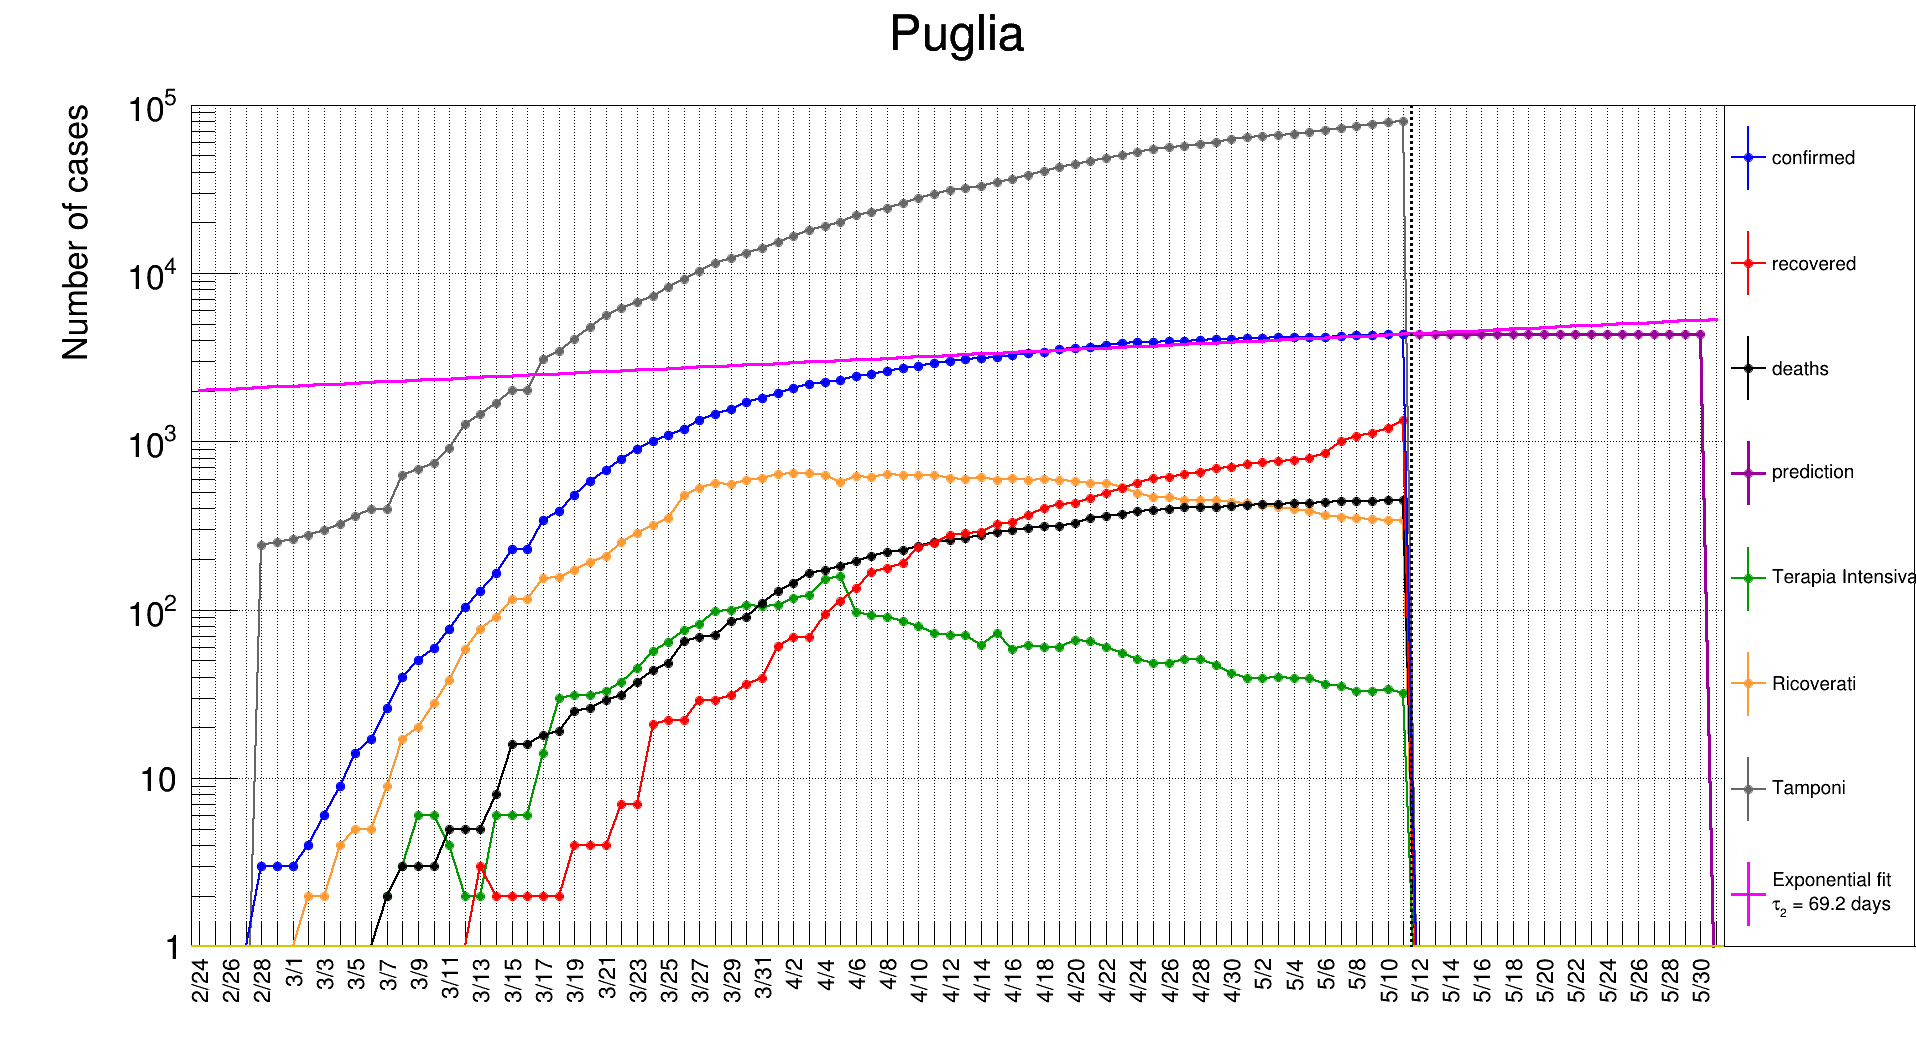 Puglia
Number of cases
10^5
10^4
10^3
10^2
10
1
2/24 2/26 2/28 3/1 3/3 3/5 3/7 3/9 3/11 3/13 3/15 3/17 3/19 3/21 3/23 3/25 3/27 3/29 3/31 4/2 4/4 4/6 4/8 4/10 4/12 4/14 4/16 4/18 4/20 4/22 4/24 4/26 4/28 4/30 5/2 5/4 5/6 5/8 5/10 5/12 5/14 5/16 5/18 5/20 5/22 5/24 5/26 5/28 5/30
confirmed
recovered
deaths
prediction
Terapia Intensiva
Ricoverati
Tamponi
Exponential fit
τ₂ = 69.2 days